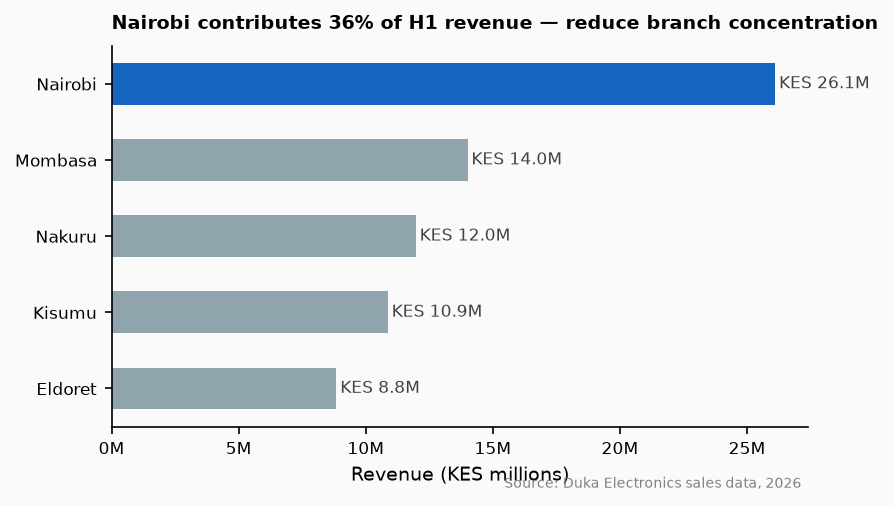 Nairobi contributes 36% of H1 revenue — reduce branch concentration
Nairobi
KES 26.1M
Mombasa
KES 14.0M
Nakuru
KES 12.0M
Kisumu
KES 10.9M
Eldoret
KES 8.8M
0M 5M 10M 15M 20M 25M
Revenue (KES millions)
Source: Duka Electronics sales data, 2026